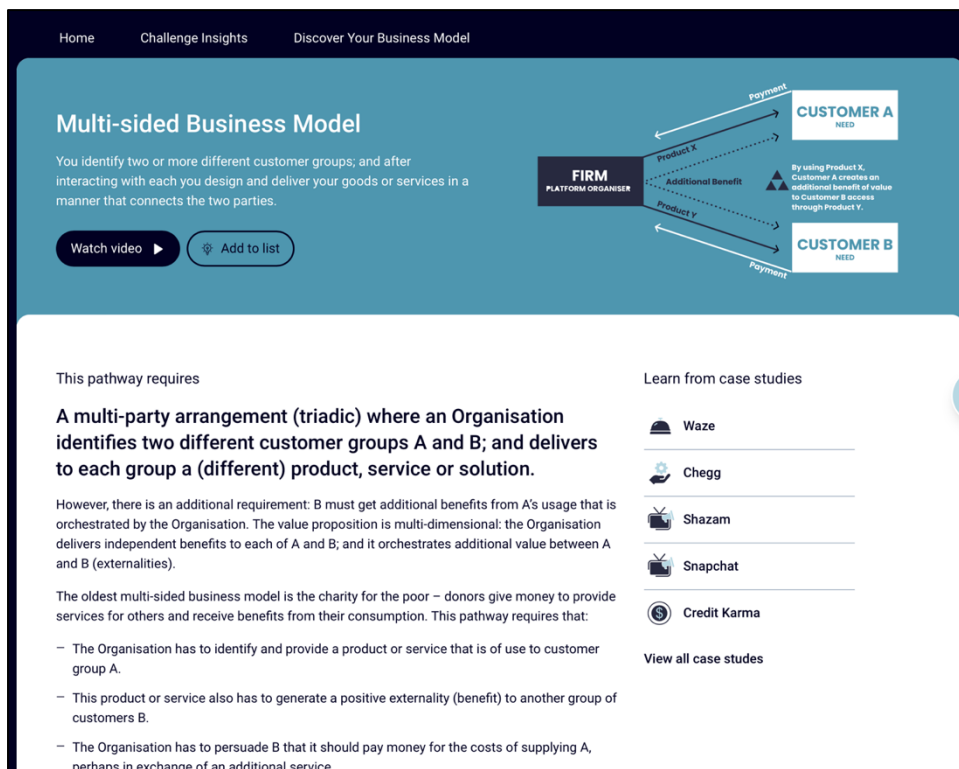 Home Challenge Insights Discover Your Business Model
Multi-sided Business Model
You identify two or more different customer groups; and after
interacting with each you design and deliver your goods or services in a
manner that connects the two parties.
Watch video
Add to list
Payment
CUSTOMER A
NEED
Product X
FIRM
PLATFORM ORGANISER
Additional Benefit
By using Product X,
Customer A creates an
additional benefit of value
to Customer B access
through Product Y.
Product Y
CUSTOMER B
NEED
Payment
This pathway requires
A multi-party arrangement (triadic) where an Organisation
identifies two different customer groups A and B; and delivers
to each group a (different) product, service or solution.
However, there is an additional requirement: B must get additional benefits from A’s usage that is
orchestrated by the Organisation. The value proposition is multi-dimensional: the Organisation
delivers independent benefits to each of A and B; and it orchestrates additional value between A
and B (externalities).
The oldest multi-sided business model is the charity for the poor – donors give money to provide
services for others and receive benefits from their consumption. This pathway requires that:
– The Organisation has to identify and provide a product or service that is of use to customer
group A.
– This product or service also has to generate a positive externality (benefit) to another group of
customers B.
– The Organisation has to persuade B that it should pay money for the costs of supplying A,
perhaps in exchange of an additional service
Learn from case studies
Waze
Chegg
Shazam
Snapchat
$ Credit Karma
View all case studes